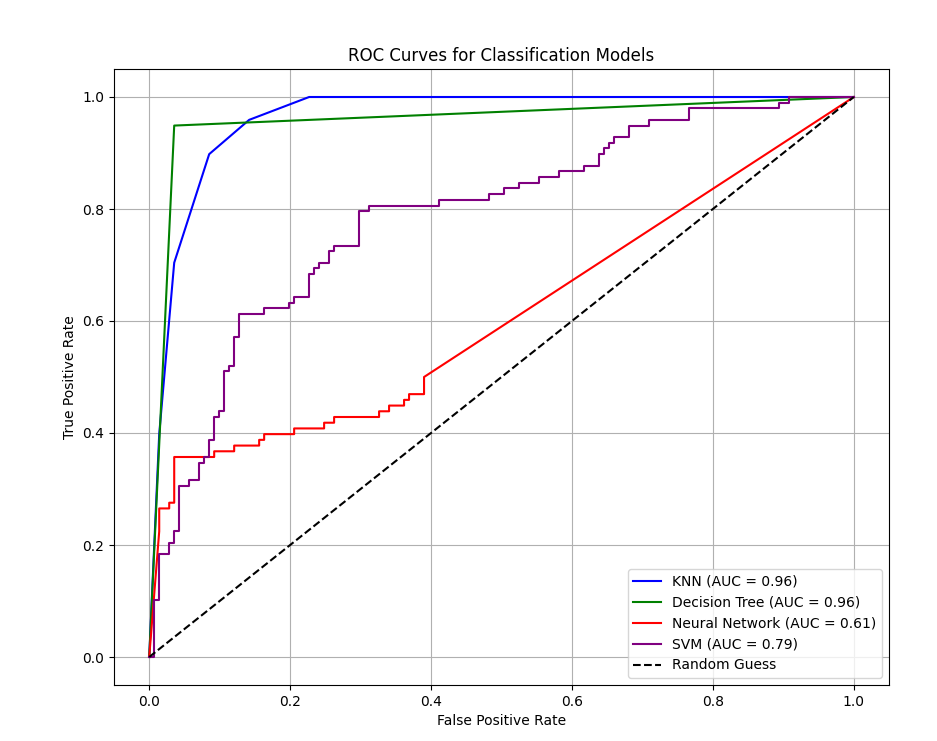 ROC Curves for Classification Models
True Positive Rate
1.0
0.8
0.6
0.4
0.2
0.0
KNN (AUC = 0.96)
Decision Tree (AUC = 0.96)
Neural Network (AUC = 0.61)
SVM (AUC = 0.79)
Random Guess
0.0 0.2 0.4 0.6 0.8 1.0
False Positive Rate